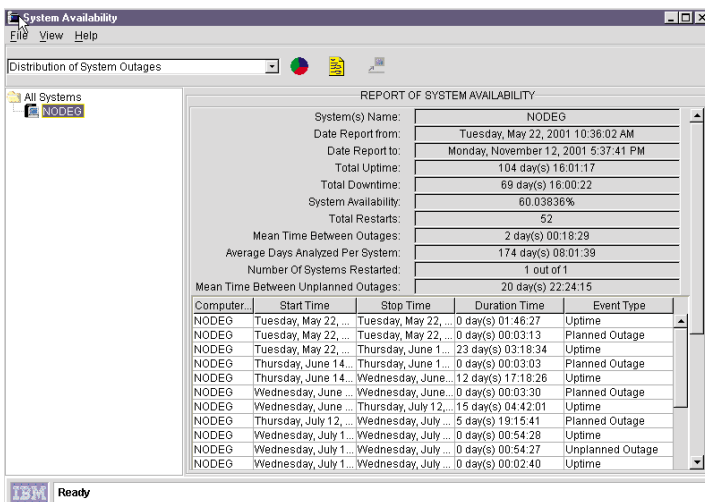 System Availability
File View Help
Distribution of System Outages
All Systems
NODEG
REPORT OF SYSTEM AVAILABILITY
System(s) Name: NODEG
Date Report from: Tuesday, May 22, 2001 10:36:02 AM
Date Report to: Monday, November 12, 2001 5:37:41 PM
Total Uptime: 104 day(s) 16:01:17
Total Downtime: 69 day(s) 16:00:22
System Availability: 60.03836%
Total Restarts: 52
Mean Time Between Outages: 2 day(s) 00:18:29
Average Days Analyzed Per System: 174 day(s) 08:01:39
Number Of Systems Restarted: 1 out of 1
Mean Time Between Unplanned Outages: 20 day(s) 22:24:15
Computer... Start Time Stop Time Duration Time Event Type
NODEG Tuesday, May 22, ... Tuesday, May 22, ... 0 day(s) 01:46:27 Uptime
NODEG Tuesday, May 22, ... Tuesday, May 22, ... 0 day(s) 00:03:13 Planned Outage
NODEG Tuesday, May 22, ... Thursday, June 1... 23 day(s) 03:18:34 Uptime
NODEG Thursday, June 14... Thursday, June 1... 0 day(s) 00:03:03 Planned Outage
NODEG Thursday, June 14... Wednesday, June... 12 day(s) 17:18:26 Uptime
NODEG Wednesday, June ... Wednesday, June... 0 day(s) 00:03:30 Planned Outage
NODEG Wednesday, June ... Thursday, July 12,... 15 day(s) 04:42:01 Uptime
NODEG Thursday, July 12, ... Wednesday, July ... 5 day(s) 19:15:41 Planned Outage
NODEG Wednesday, July 1... Wednesday, July ... 0 day(s) 00:54:28 Uptime
NODEG Wednesday, July 1... Wednesday, July ... 0 day(s) 00:54:27 Unplanned Outage
NODEG Wednesday, July 1... Wednesday, July ... 0 day(s) 00:02:40 Uptime
IBM Ready